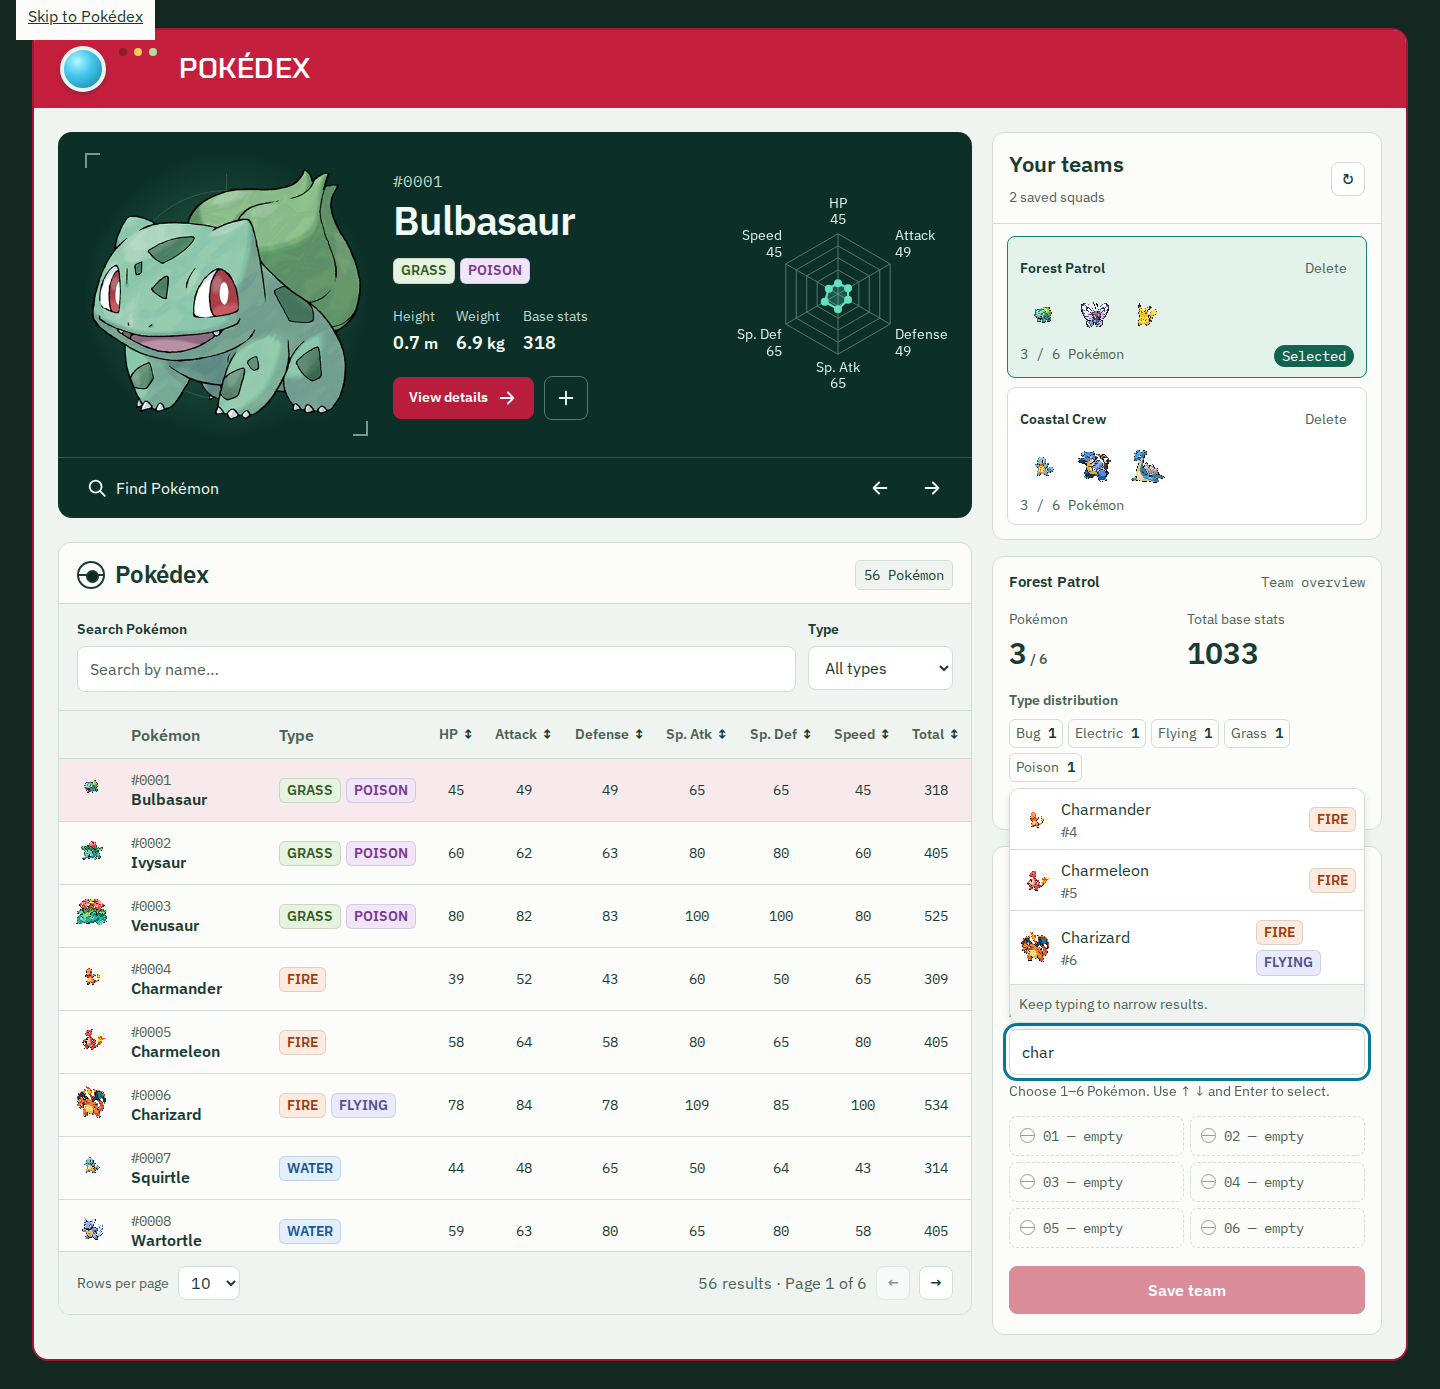 Skip to Pokédex
POKÉDEX
#0001
Bulbasaur
GRASS POISON
Height Weight Base stats
0.7 m 6.9 kg 318
View details →
+
HP
45
Attack
49
Defense
49
Sp. Atk
65
Sp. Def
65
Speed
45
Find Pokémon
← →
Pokédex
56 Pokémon
Search Pokémon
Type
Search by name...
All types
Pokémon Type HP ↕ Attack ↕ Defense ↕ Sp. Atk ↕ Sp. Def ↕ Speed ↕ Total ↕
#0001
Bulbasaur GRASS POISON 45 49 49 65 65 45 318
#0002
Ivysaur GRASS POISON 60 62 63 80 80 60 405
#0003
Venusaur GRASS POISON 80 82 83 100 100 80 525
#0004
Charmander FIRE 39 52 43 60 50 65 309
#0005
Charmeleon FIRE 58 64 58 80 65 80 405
#0006
Charizard FIRE FLYING 78 84 78 109 85 100 534
#0007
Squirtle WATER 44 48 65 50 64 43 314
#0008
Wartortle WATER 59 63 80 65 80 58 405
Rows per page 10
56 results · Page 1 of 6 ← →
Your teams
2 saved squads
↻
Forest Patrol Delete
3 / 6 Pokémon Selected
Coastal Crew Delete
3 / 6 Pokémon
Forest Patrol Team overview
Pokémon Total base stats
3 / 6 1033
Type distribution
Bug 1 Electric 1 Flying 1 Grass 1
Poison 1
Charmander
#4
FIRE
Charmeleon
#5
FIRE
Charizard
#6
FIRE
FLYING
Keep typing to narrow results.
char
Choose 1–6 Pokémon. Use ↑ ↓ and Enter to select.
01 — empty 02 — empty
03 — empty 04 — empty
05 — empty 06 — empty
Save team